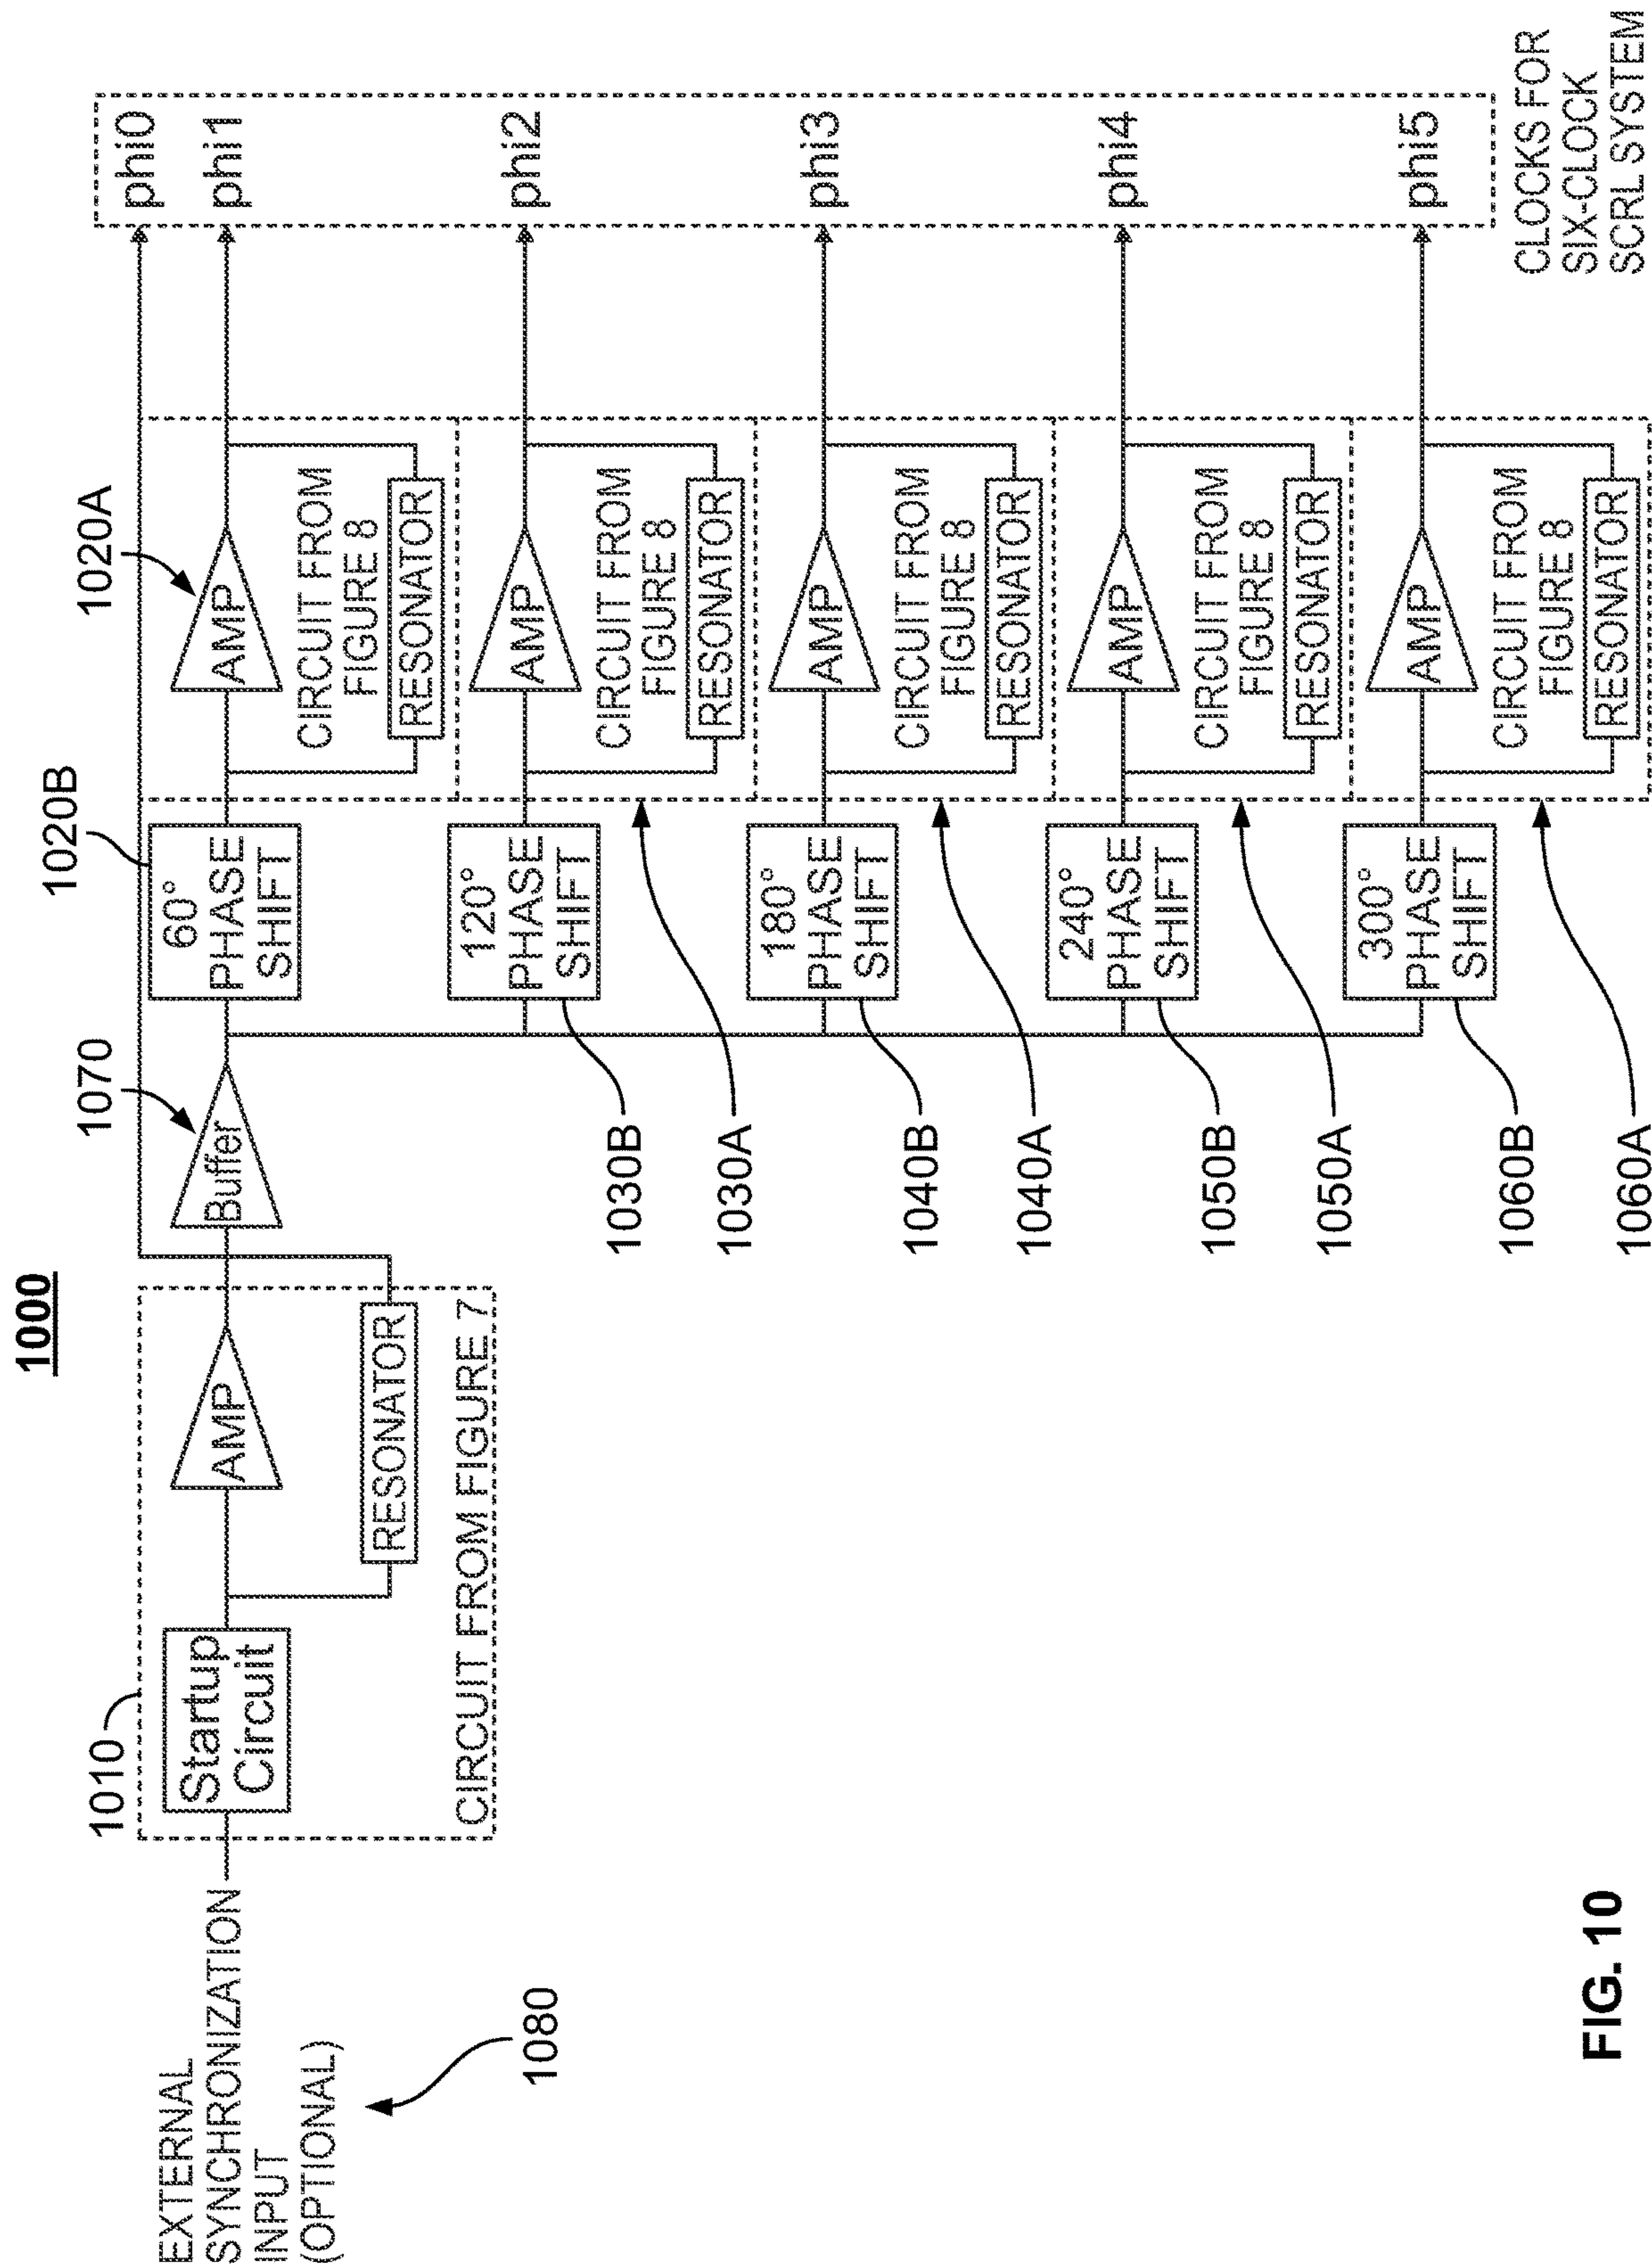 1000
EXTERNAL
SYNCHRONIZATION
INPUT
(OPTIONAL)
1080
1010
Startup
Circuit
AMP
RESONATOR
CIRCUIT FROM FIGURE 7
1070
Buffer
1020B
60°
PHASE
SHIFT
1020A
AMP
CIRCUIT FROM
FIGURE 8
RESONATOR
phi0
phi1
120°
PHASE
SHIFT
AMP
CIRCUIT FROM
FIGURE 8
RESONATOR
phi2
1030B
1030A
180°
PHASE
SHIFT
AMP
CIRCUIT FROM
FIGURE 8
RESONATOR
phi3
1040B
1040A
240°
PHASE
SHIFT
AMP
CIRCUIT FROM
FIGURE 8
RESONATOR
phi4
1050B
1050A
300°
PHASE
SHIFT
AMP
CIRCUIT FROM
FIGURE 8
RESONATOR
phi5
1060B
1060A
CLOCKS FOR
SIX-CLOCK
SCRL SYSTEM
FIG. 10